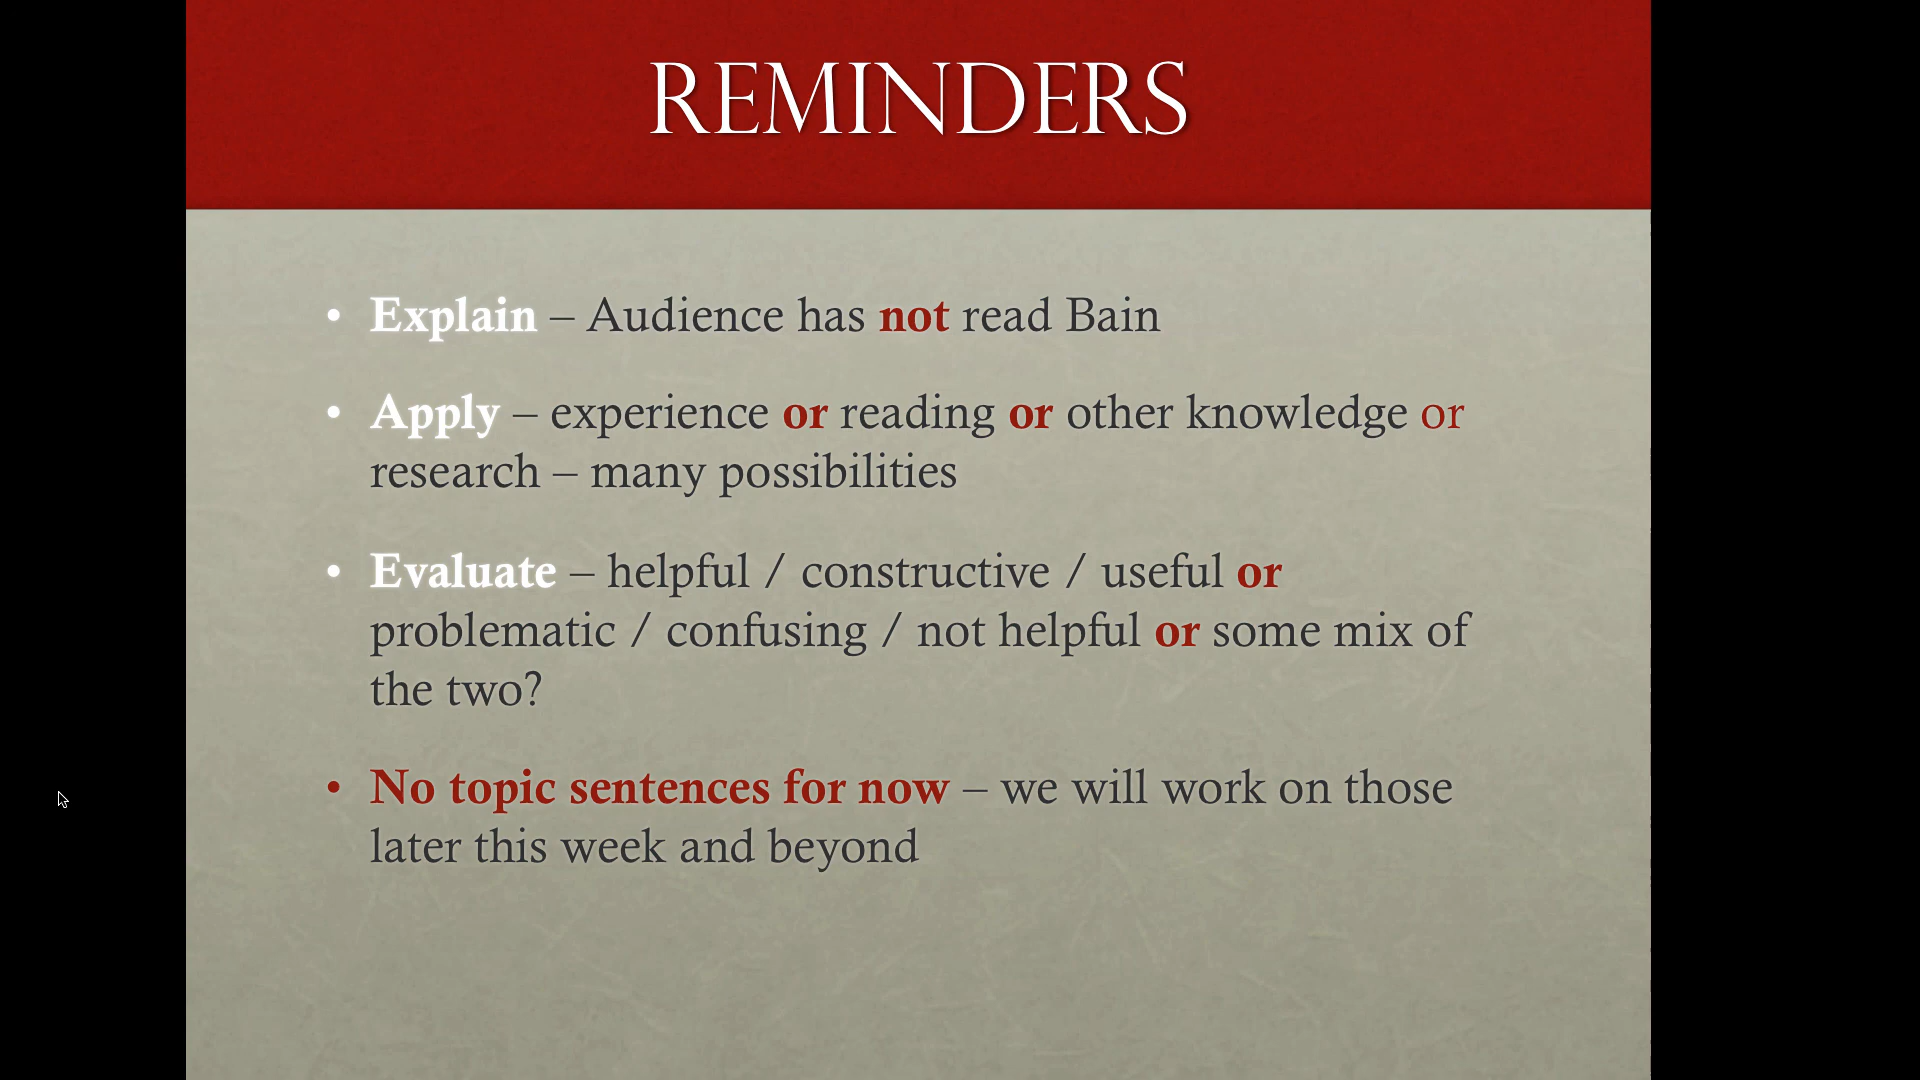 REMINDERS
• Explain – Audience has not read Bain
• Apply – experience or reading or other knowledge or
research – many possibilities
• Evaluate – helpful / constructive / useful or
problematic / confusing / not helpful or some mix of
the two?
• No topic sentences for now – we will work on those
later this week and beyond